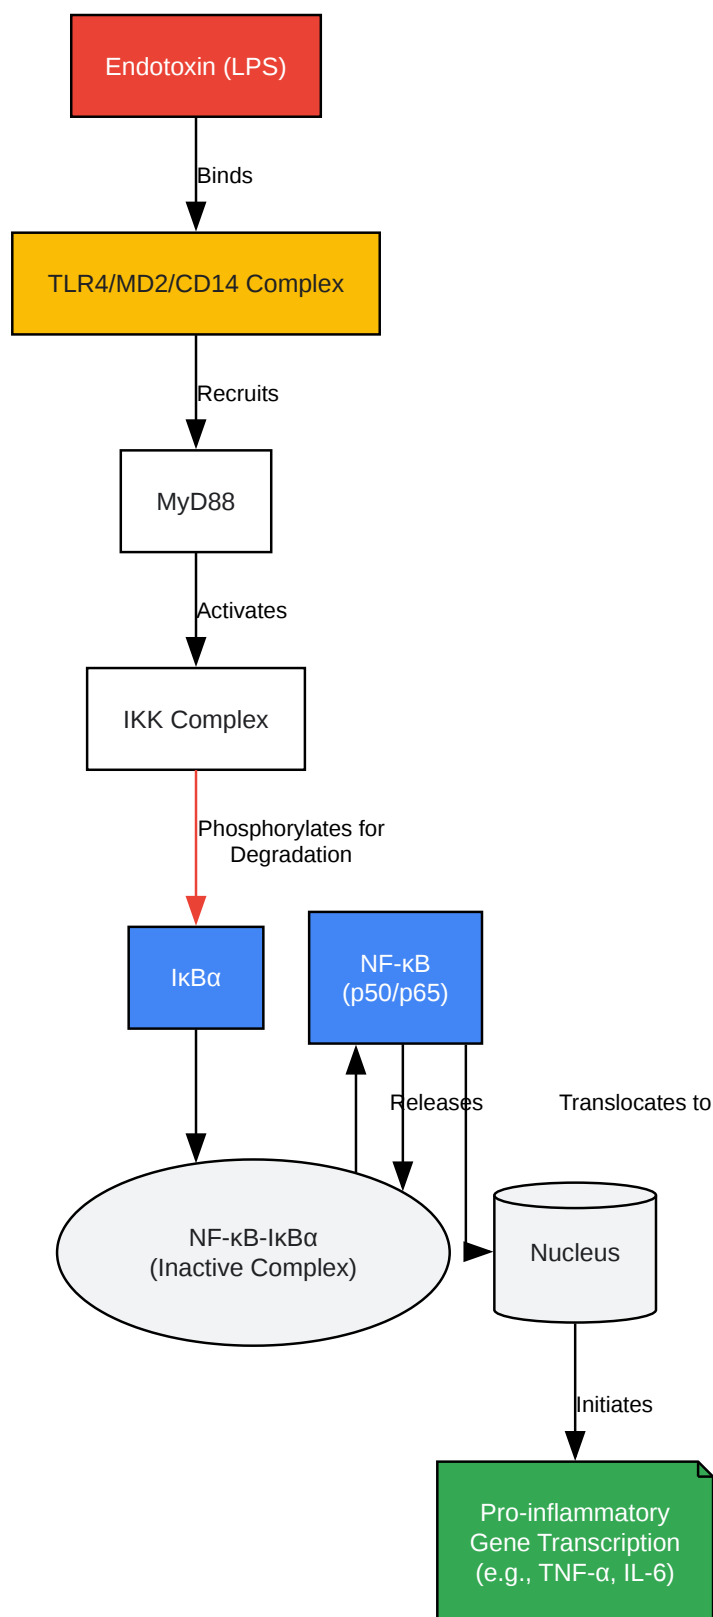 Endotoxin (LPS)
Binds
TLR4/MD2/CD14 Complex
Recruits
MyD88
Activates
IKK Complex
Phosphorylates for
Degradation
IκBα
NF-κB
(p50/p65)
Releases
Translocates to
NF-κB-IκBα
(Inactive Complex)
Nucleus
Initiates
Pro-inflammatory
Gene Transcription
(e.g., TNF-α, IL-6)